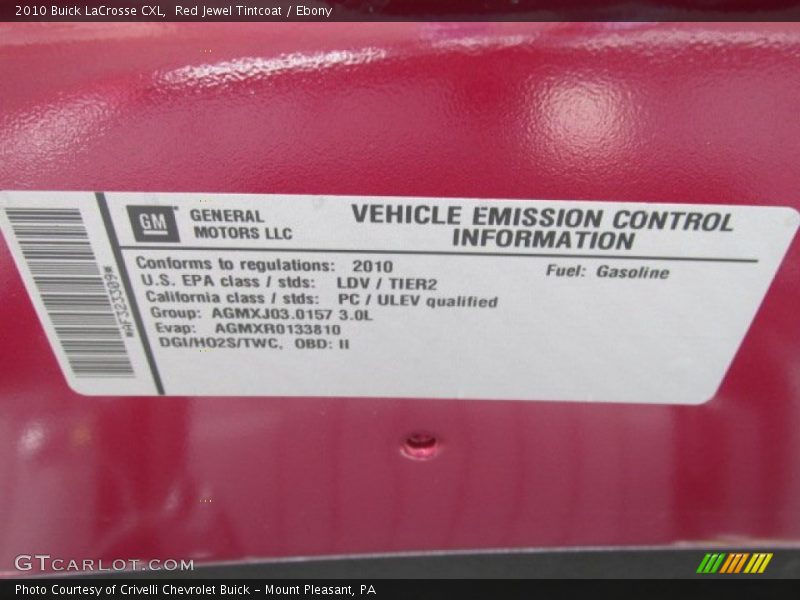 2010 Buick LaCrosse CXL, Red Jewel Tintcoat / Ebony
GM GENERAL MOTORS LLC
VEHICLE EMISSION CONTROL
INFORMATION
Conforms to regulations: 2010
Fuel: Gasoline
U.S. EPA class / stds: LDV / TIER2
California class / stds: PC / ULEV qualified
Group: AGMXJ03.0157 3.0L
Evap: AGMXR0133810
DGI/HO2S/TWC, OBD: II
*AF323309*
GTCARLOT.COM
Photo Courtesy of Crivelli Chevrolet Buick – Mount Pleasant, PA